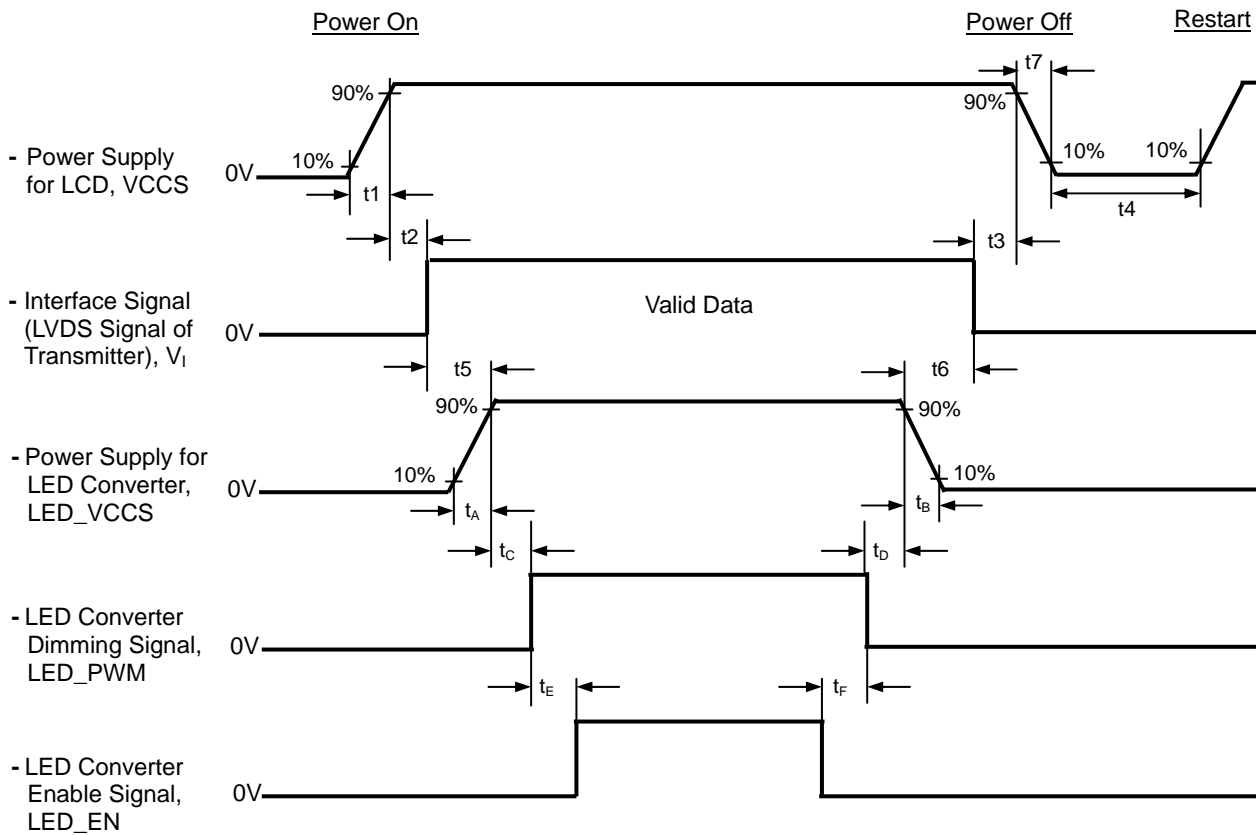 Power On
Power Off
Restart
t7
90%
90%
- Power Supply
for LCD, VCCS
0V
10%
10%
10%
t1
t4
t2
t3
- Interface Signal
(LVDS Signal of
Transmitter), VI
0V
Valid Data
t5
t6
90%
90%
- Power Supply for
LED Converter,
LED_VCCS
0V
10%
10%
tA
tB
tC
tD
- LED Converter
Dimming Signal,
LED_PWM
0V
tE
tF
- LED Converter
Enable Signal,
LED_EN
0V